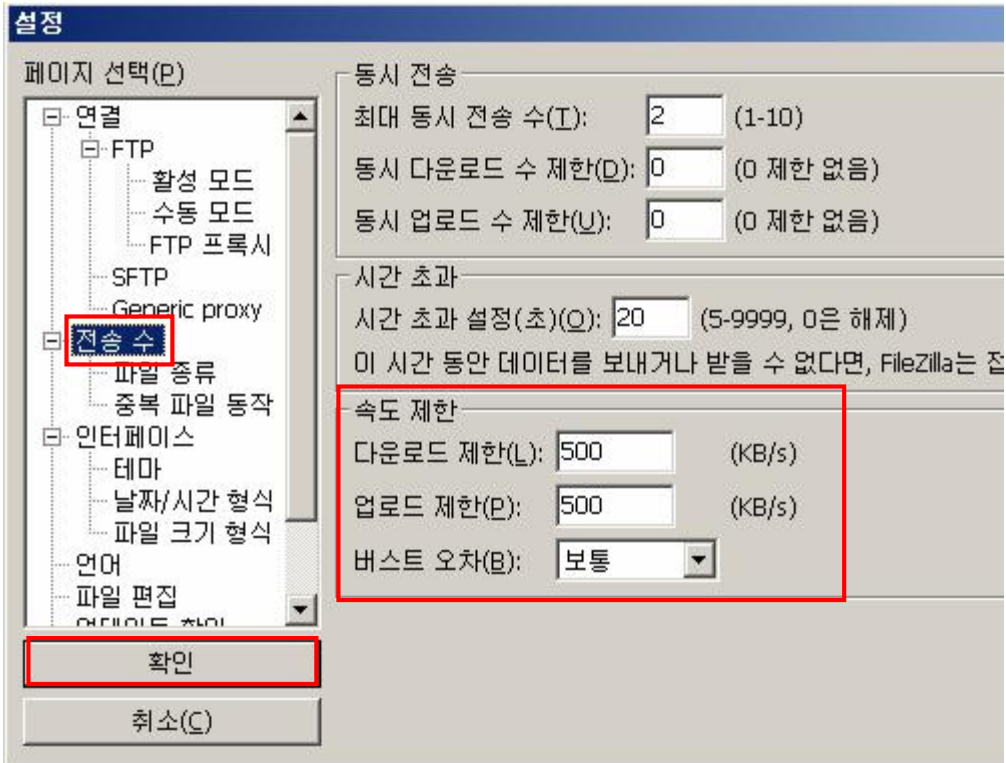 설정
페이지 선택(P)
연결
FTP
활성 모드
수동 모드
FTP 프록시
SFTP
Generic proxy
전송 수
파일 종류
중복 파일 동작
인터페이스
테마
날짜/시간 형식
파일 크기 형식
언어
파일 편집
업데이트 확인
확인
취소(C)
동시 전송
최대 동시 전송 수(T): 2 (1-10)
동시 다운로드 수 제한(D): 0 (0 제한 없음)
동시 업로드 수 제한(U): 0 (0 제한 없음)
시간 초과
시간 초과 설정(초)(O): 20 (5-9999, 0은 해제)
이 시간 동안 데이터를 보내거나 받을 수 없다면, FileZilla는 접
속도 제한
다운로드 제한(L): 500 (KB/s)
업로드 제한(P): 500 (KB/s)
버스트 오차(B): 보통